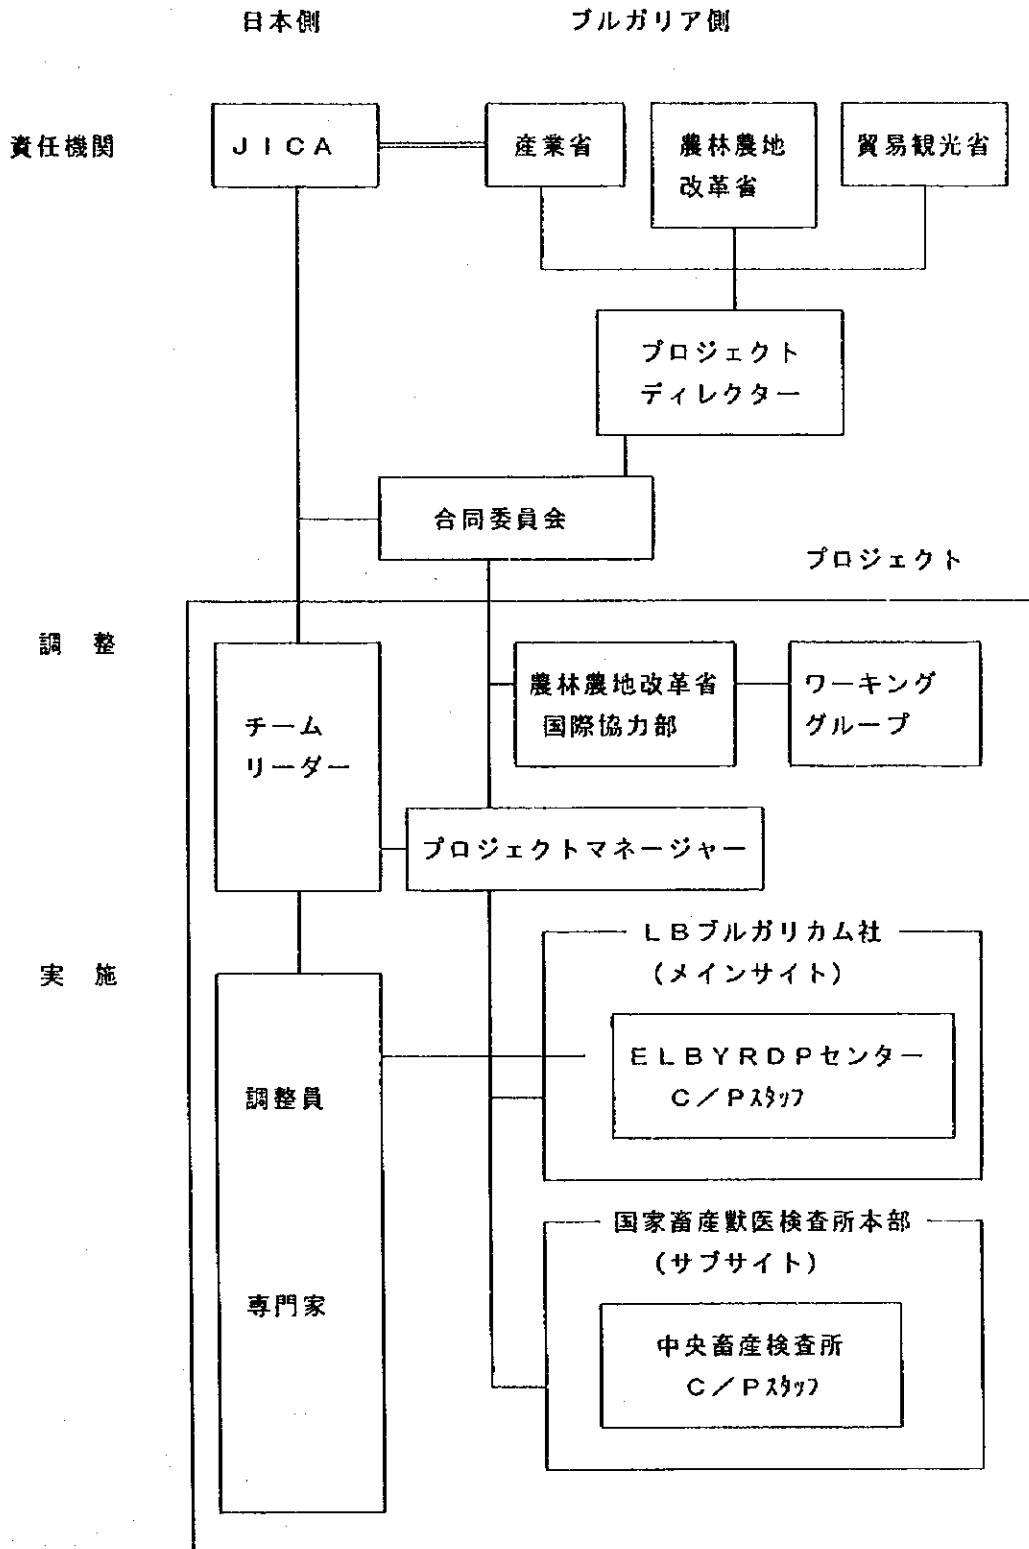 日本側 ブルガリア側
責任機関
JICA
産業省
農林農地
改革省
貿易観光省
プロジェクト
ディレクター
合同委員会
プロジェクト
調 整
チーム
リーダー
農林農地改革省
国際協力部
ワーキング
グループ
プロジェクトマネージャー
実 施
LBブルガリカム社
(メインサイト)
ELBYRDPセンター
C/Pスタッフ
調整員
国家畜産獣医検査所本部
(サブサイト)
専門家
中央畜産検査所
C/Pスタッフ